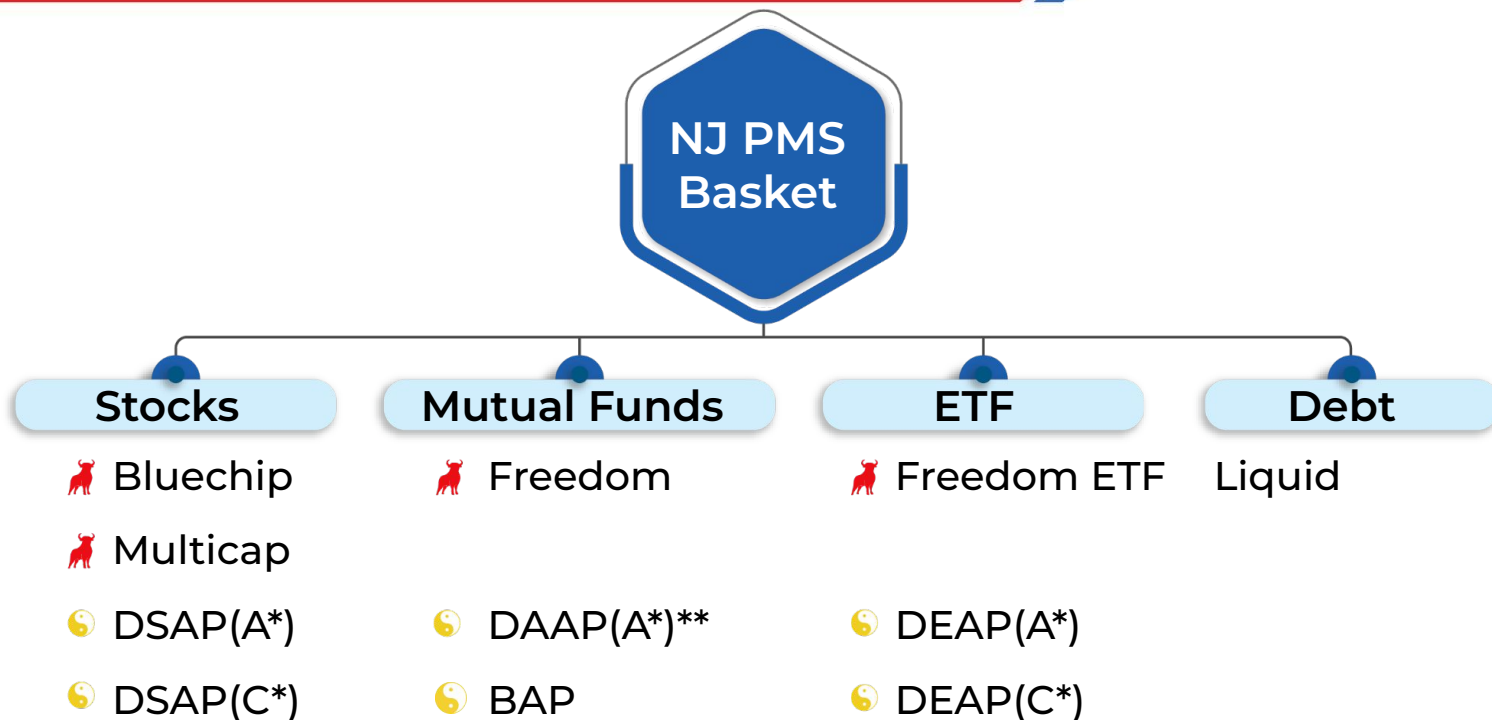 NJ PMS
Basket
Stocks
Mutual Funds
ETF
Debt
Bluechip
Freedom
Freedom ETF
Liquid
Multicap
DSAP(A*)
DAAP(A*)**
DEAP(A*)
DSAP(C*)
BAP
DEAP(C*)